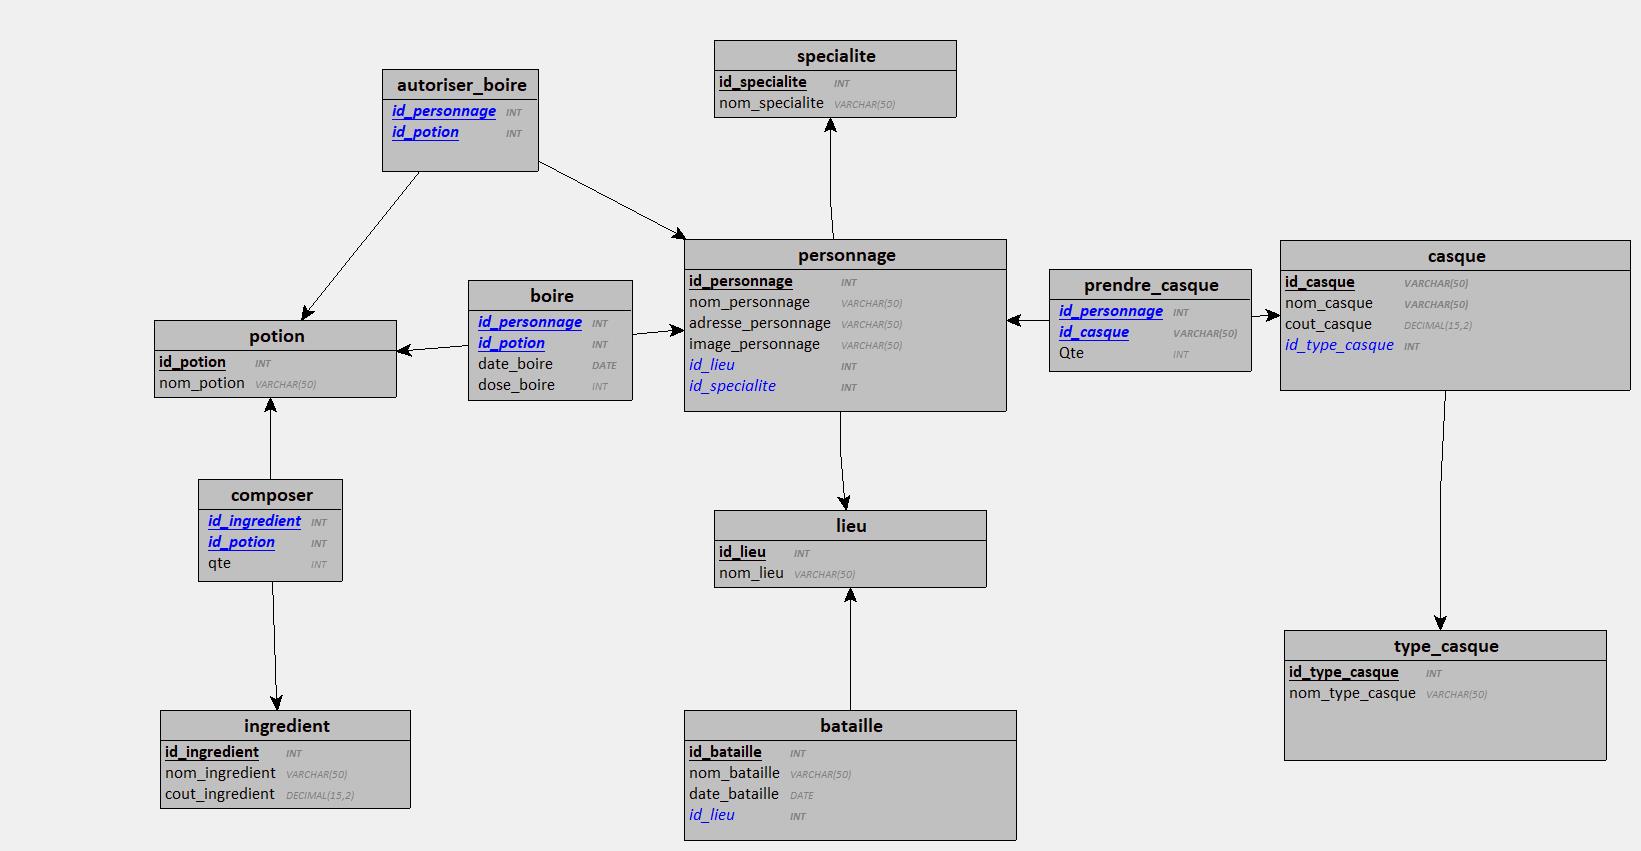 specialite
id_specialite INT
nom_specialite VARCHAR(50)
autoriser_boire
id_personnage INT
id_potion INT
personnage
id_personnage INT
nom_personnage VARCHAR(50)
adresse_personnage VARCHAR(50)
image_personnage VARCHAR(50)
id_lieu INT
id_specialite INT
casque
id_casque VARCHAR(50)
nom_casque VARCHAR(50)
cout_casque DECIMAL(15,2)
id_type_casque INT
prendre_casque
id_personnage INT
id_casque VARCHAR(50)
Qte INT
boire
id_personnage INT
id_potion INT
date_boire DATE
dose_boire INT
potion
id_potion INT
nom_potion VARCHAR(50)
composer
id_ingredient INT
id_potion INT
qte INT
lieu
id_lieu INT
nom_lieu VARCHAR(50)
type_casque
id_type_casque INT
nom_type_casque VARCHAR(50)
ingredient
id_ingredient INT
nom_ingredient VARCHAR(50)
cout_ingredient DECIMAL(15,2)
bataille
id_bataille INT
nom_bataille VARCHAR(50)
date_bataille DATE
id_lieu INT